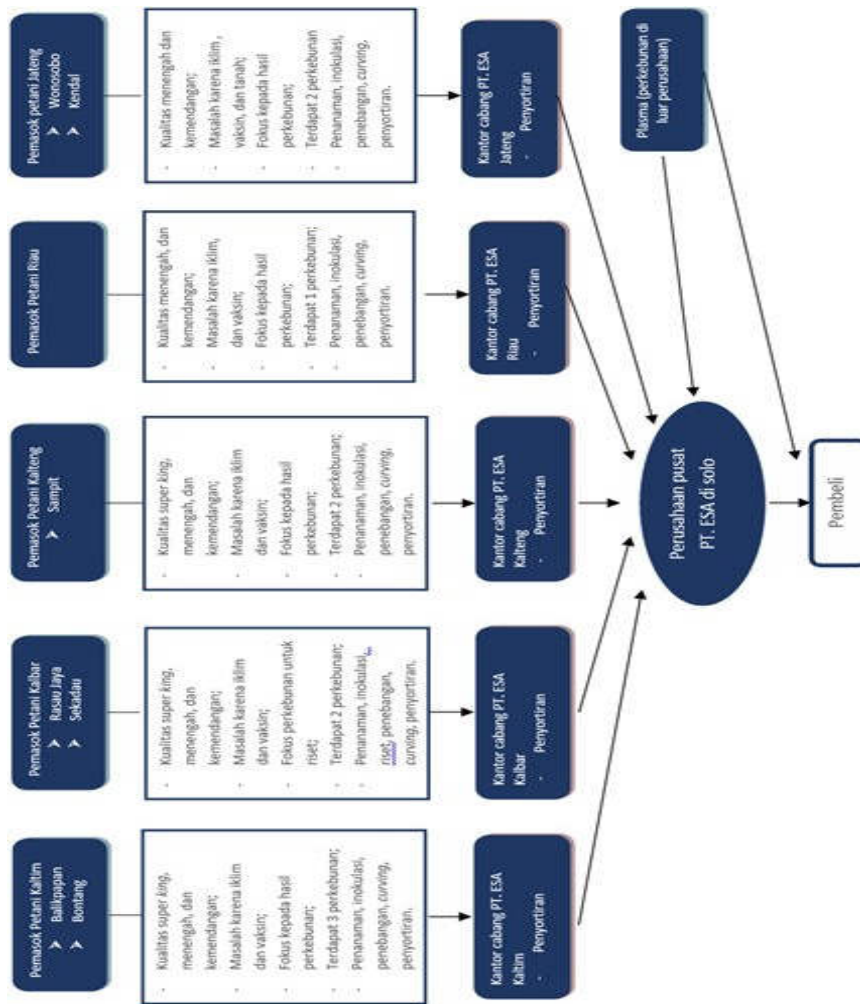 Pemasok Petani Kaltim
➤ Balikpapan
➤ Bontang
- Kualitas super king,
menengah, dan
kemendangan;
- Masalah karena iklim
dan vaksin;
- Fokus kepada hasil
perkebunan;
- Terdapat 3 perkebunan;
- Penanaman, inokulasi,
penebangan, curving,
penyortiran.
Kantor cabang PT. ESA
Kaltim
- Penyortiran
Pemasok Petani Kalbar
➤ Rasau Jaya
➤ Sekadau
- Kualitas super king,
menengah, dan
kemendangan;
- Masalah karena iklim
dan vaksin;
- Fokus perkebunan untuk
riset;
- Terdapat 2 perkebunan;
- Penanaman, inokulasi,
riset, penebangan,
curving, penyortiran.
Kantor cabang PT. ESA
Kalbar
- Penyortiran
Pemasok Petani Kalteng
➤ Sampit
- Kualitas super king,
menengah, dan
kemendangan;
- Masalah karena iklim
dan vaksin;
- Fokus kepada hasil
perkebunan;
- Terdapat 2 perkebunan;
- Penanaman, inokulasi,
penebangan, curving,
penyortiran.
Kantor cabang PT. ESA
Kalteng
- Penyortiran
Pemasok Petani Riau
- Kualitas menengah, dan
kemendangan;
- Masalah karena iklim,
dan vaksin;
- Fokus kepada hasil
perkebunan;
- Terdapat 1 perkebunan;
- Penanaman, inokulasi,
penebangan, curving,
penyortiran.
Kantor cabang PT. ESA
Riau
- Penyortiran
Pemasok petani Jateng
➤ Wonosobo
➤ Kendal
- Kualitas menengah dan
kemendangan;
- Masalah karena iklim ,
vaksin, dan tanah;
- Fokus kepada hasil
perkebunan;
- Terdapat 2 perkebunan
- Penanaman, inokulasi,
penebangan, curving,
penyortiran.
Kantor cabang PT. ESA
Jateng
- Penyortiran
Plasma (perkebunan di
luar perusahaan)
Perusahaan pusat
PT. ESA di solo
Pembeli